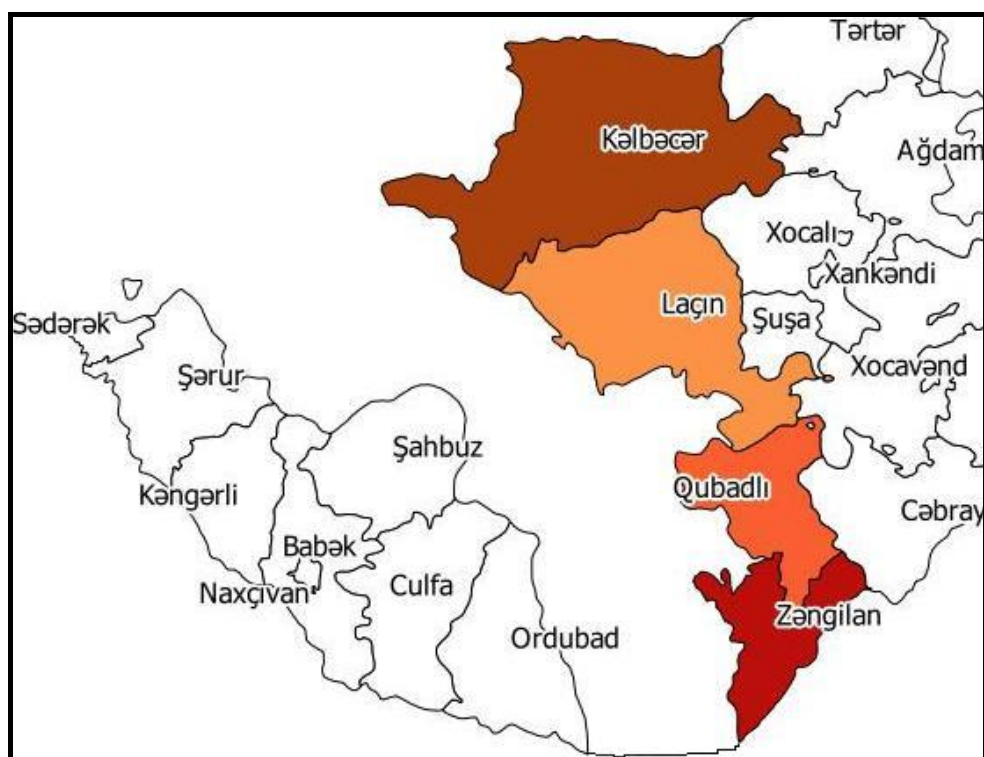 Tərtər
Kəlbəcər
Ağdam
Xocalı
Xankəndi
Laçın
Şuşa
Sədərək
Xocavənd
Şərur
Şahbuz
Kəngərli
Qubadlı
Cəbray
Babək
Naxçıvan
Culfa
Zəngilan
Ordubad